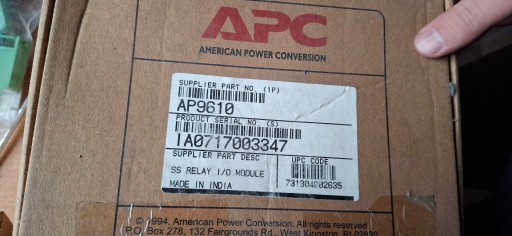 APC
AMERICAN POWER CONVERSION
SUPPLIER PART NO. (1P)
AP9610
PRODUCT SERIAL NO. (S)
IA0717003347
SUPPLIER PART DESC
UPC CODE
SS RELAY I/O MODULE
731304002635
MADE IN INDIA
© 1994, American Power Conversion. All rights reserved
P.O. Box 278, 132 Fairgrounds Rd., West Kingston, RI 02892